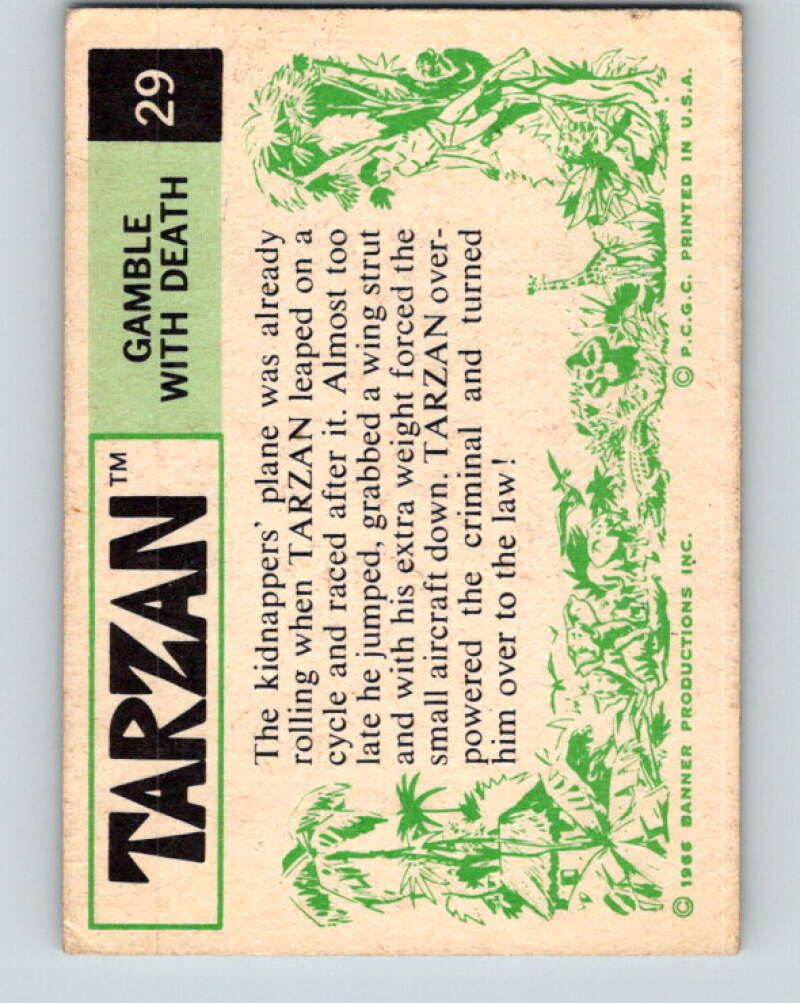 TARZAN™
GAMBLE
WITH DEATH
29
The kidnappers' plane was already
rolling when TARZAN leaped on a
cycle and raced after it. Almost too
late he jumped, grabbed a wing strut
and with his extra weight forced the
small aircraft down. TARZAN over-
powered the criminal and turned
him over to the law!
© 1966 BANNER PRODUCTIONS INC.
© P.C.G.C. PRINTED IN U.S.A.